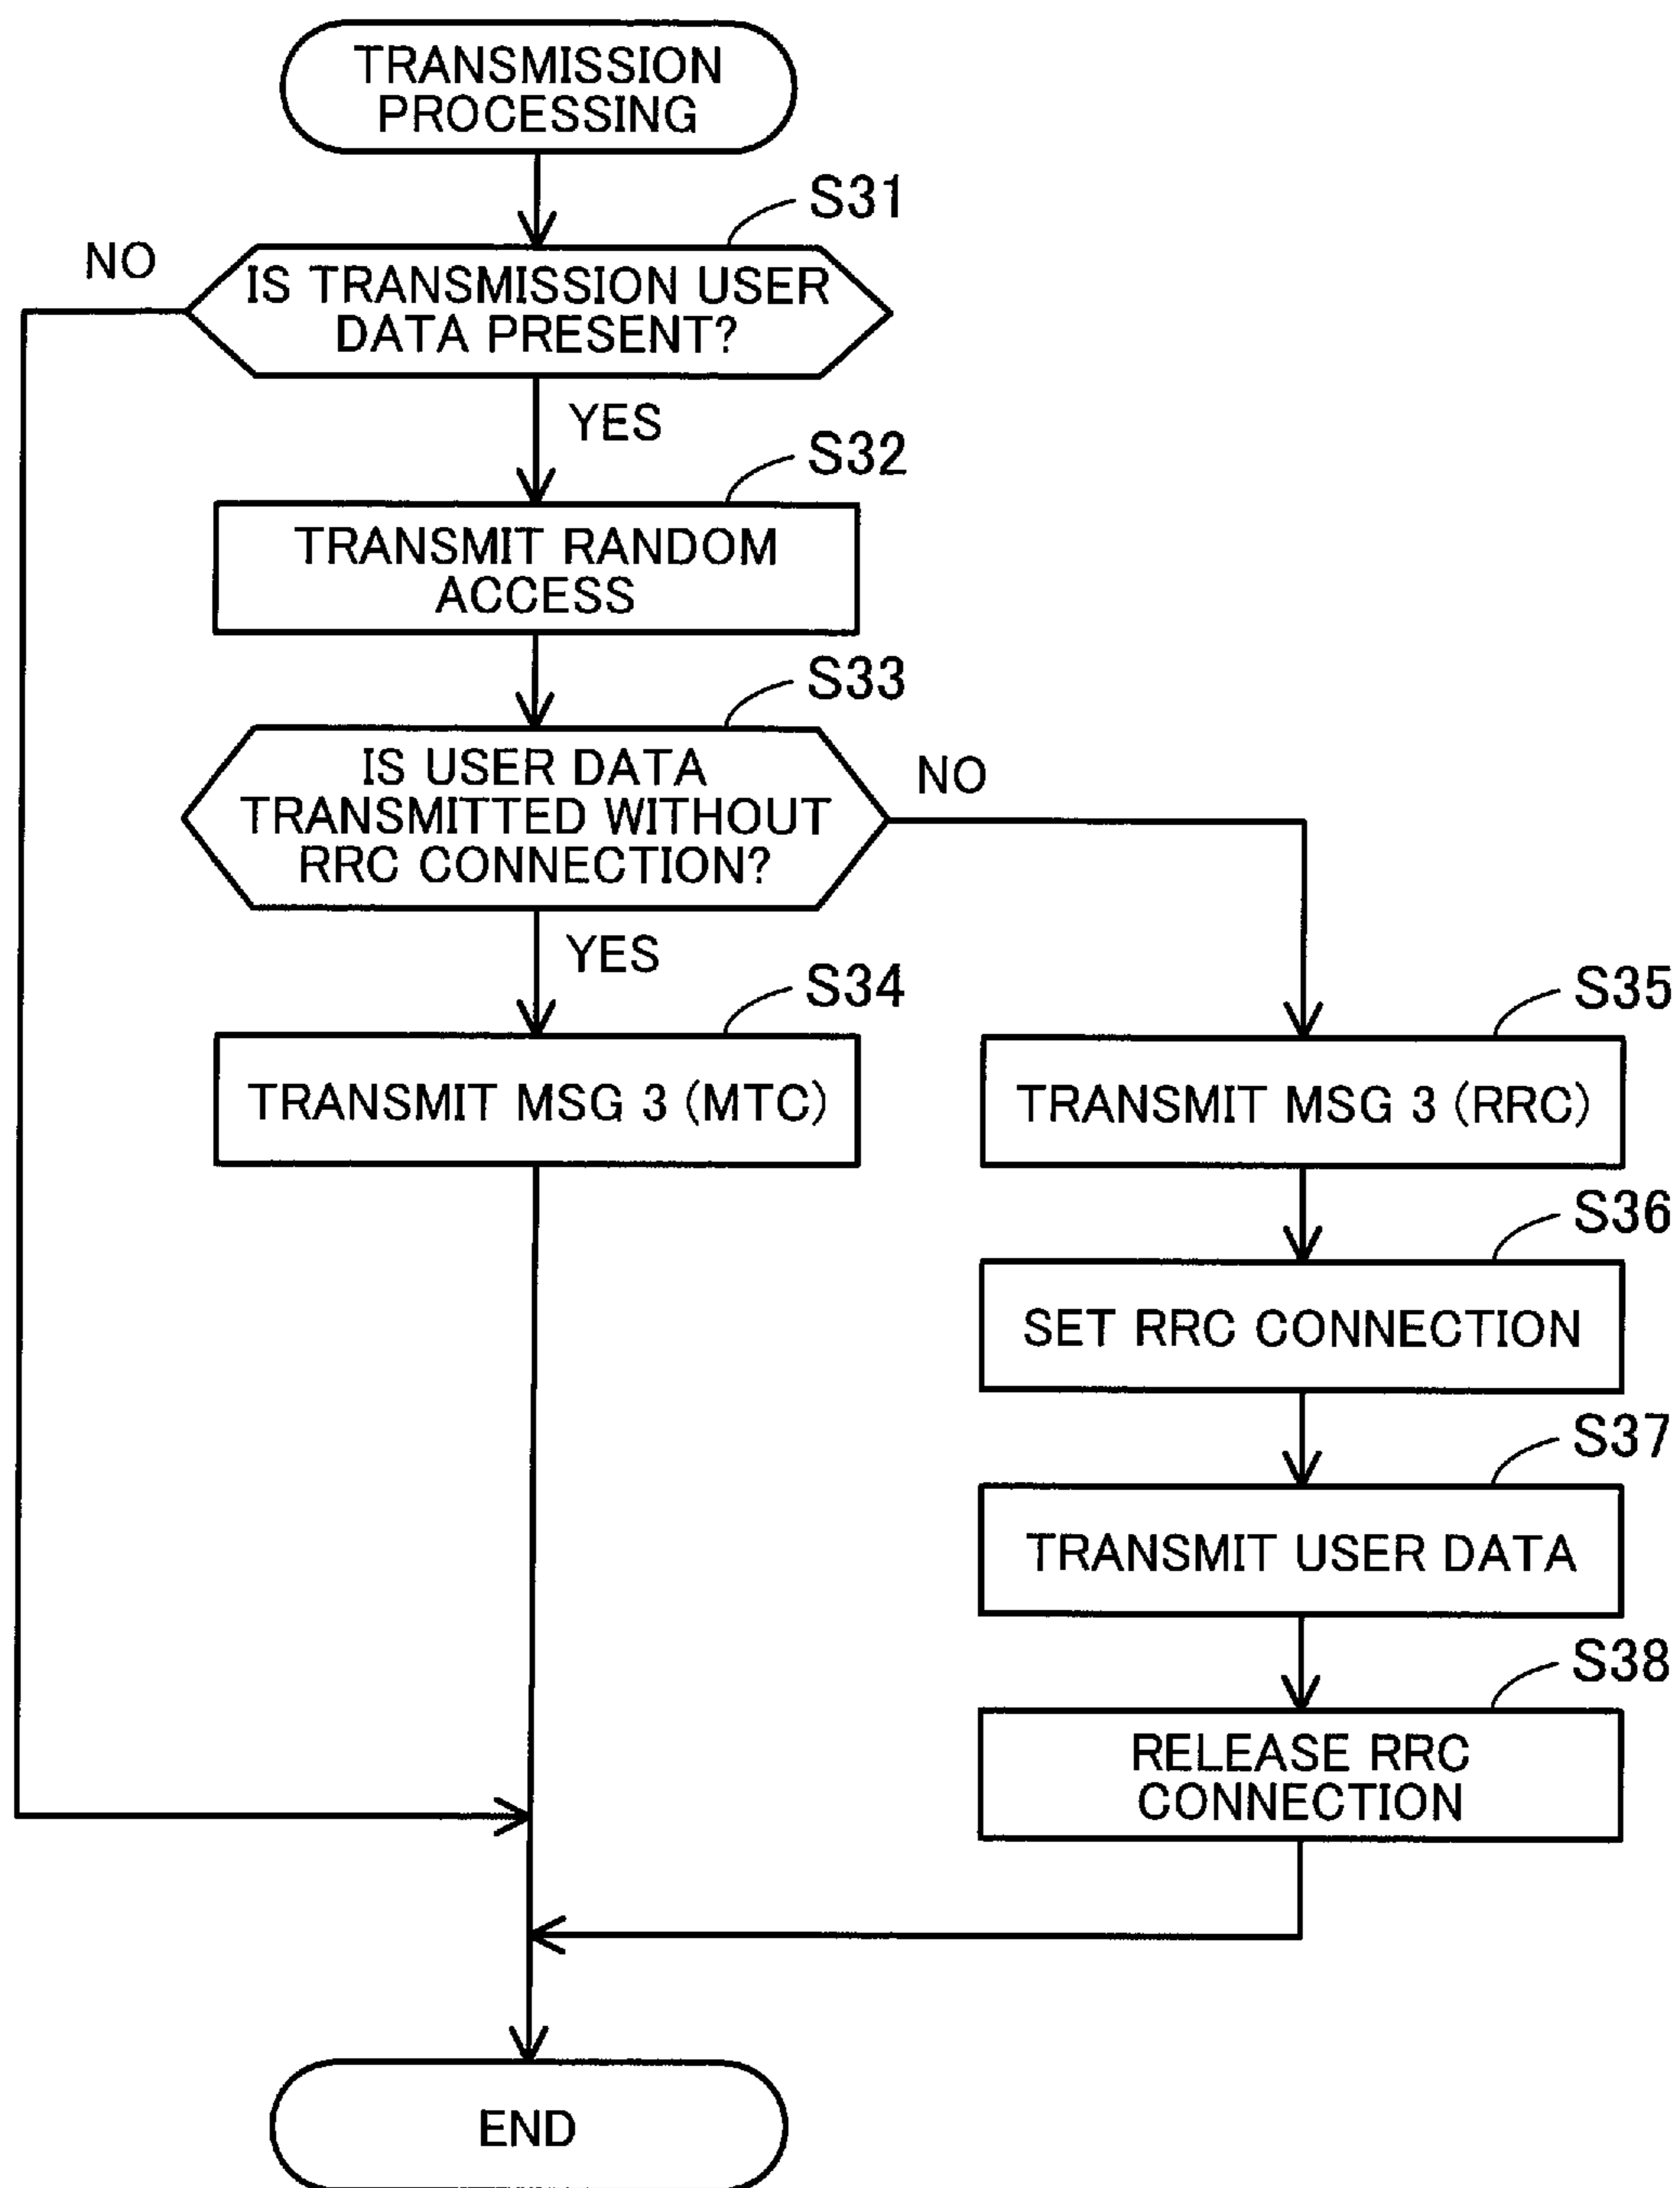 TRANSMISSION
PROCESSING
S31
NO
IS TRANSMISSION USER
DATA PRESENT?
YES
S32
TRANSMIT RANDOM
ACCESS
S33
IS USER DATA
TRANSMITTED WITHOUT
RRC CONNECTION?
NO
YES
S34
TRANSMIT MSG 3 (MTC)
S35
TRANSMIT MSG 3 (RRC)
S36
SET RRC CONNECTION
S37
TRANSMIT USER DATA
S38
RELEASE RRC
CONNECTION
END